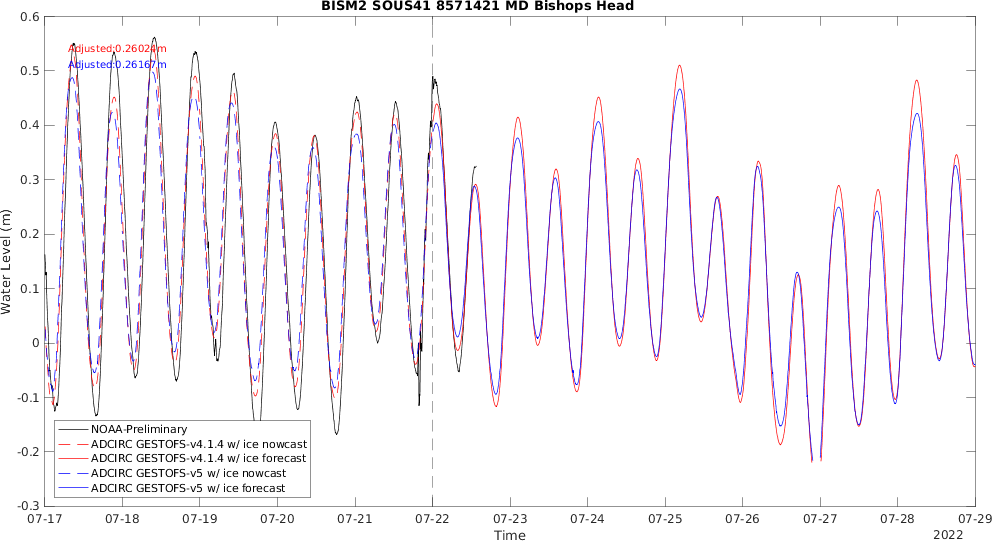 BISM2 SOUS41 8571421 MD Bishops Head
0.6
0.5
0.4
0.3
0.2
0.1
0
-0.1
-0.2
-0.3
Water Level (m)
Adjusted:0.26024m
Adjusted:0.26167m
NOAA-Preliminary
ADCIRC GESTOFS-v4.1.4 w/ ice nowcast
ADCIRC GESTOFS-v4.1.4 w/ ice forecast
ADCIRC GESTOFS-v5 w/ ice nowcast
ADCIRC GESTOFS-v5 w/ ice forecast
07-17 07-18 07-19 07-20 07-21 07-22 07-23 07-24 07-25 07-26 07-27 07-28 07-29
Time
2022